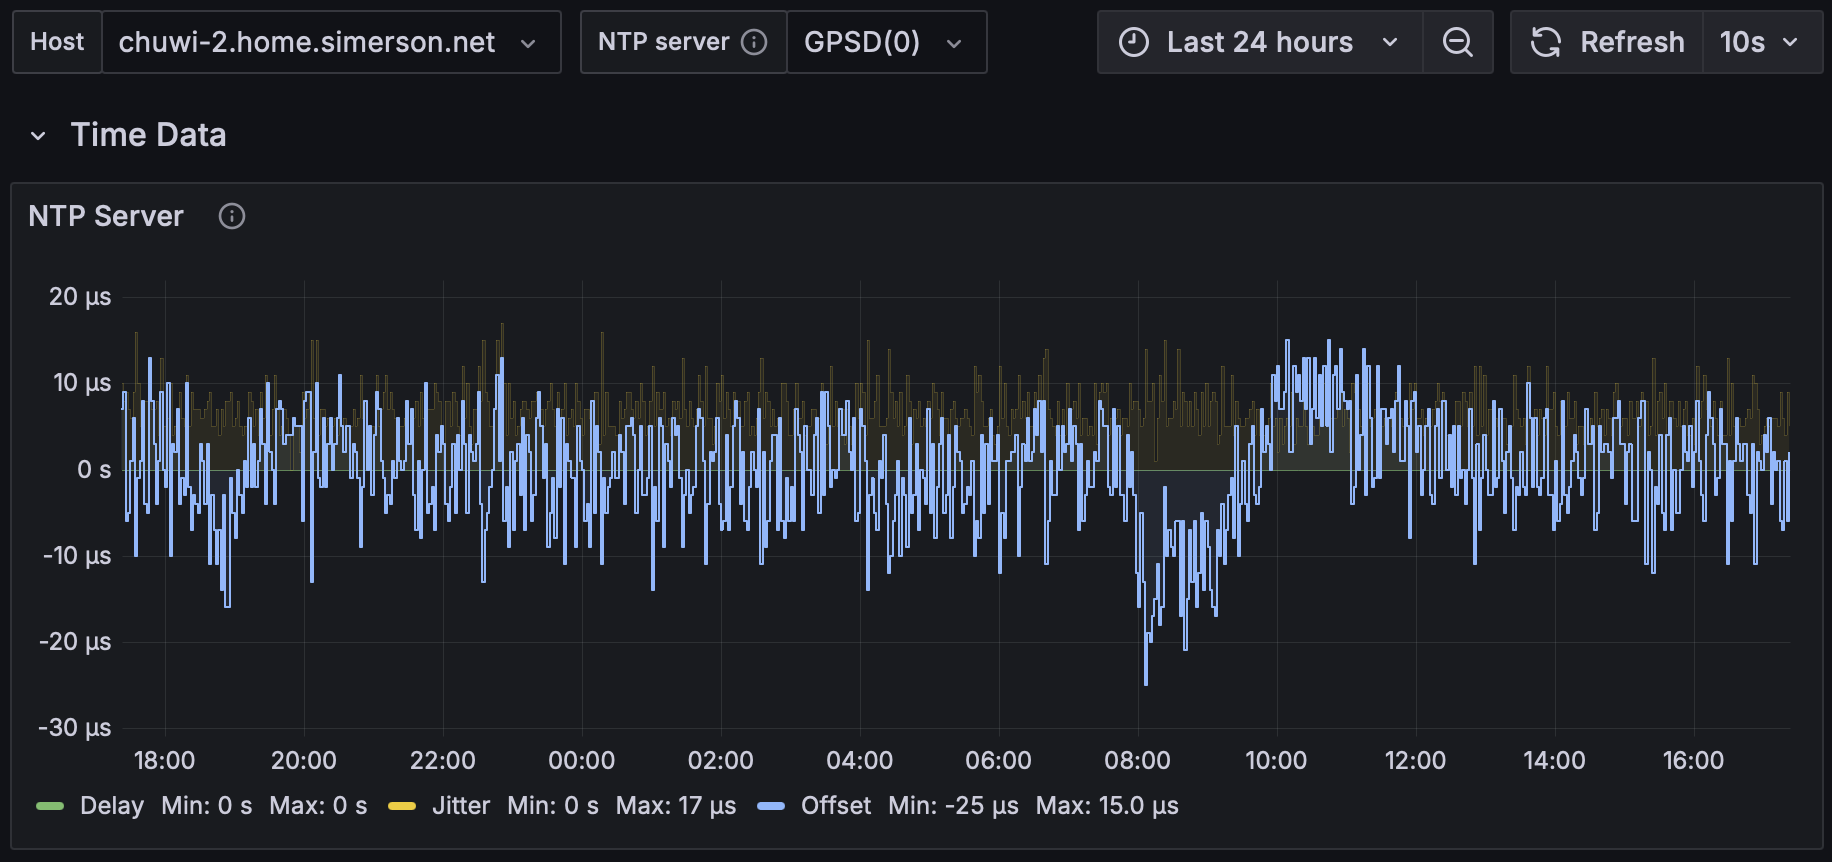 Host chuwi-2.home.simerson.net NTP server GPSD(0) Last 24 hours Refresh 10s
Time Data
NTP Server
20 µs
10 µs
0 s
-10 µs
-20 µs
-30 µs
18:00 20:00 22:00 00:00 02:00 04:00 06:00 08:00 10:00 12:00 14:00 16:00
Delay Min: 0 s Max: 0 s Jitter Min: 0 s Max: 17 µs Offset Min: -25 µs Max: 15.0 µs